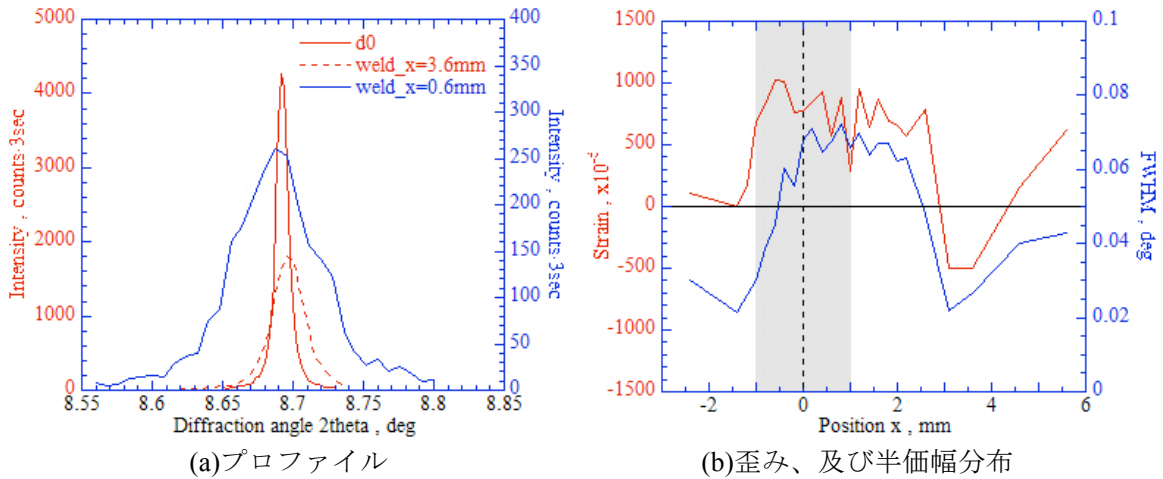 5000
4000
3000
2000
1000
0
Intensity , counts·3sec
d0
weld_x=3.6mm
weld_x=0.6mm
400
350
300
250
200
150
100
50
0
Intensity , counts·3sec
8.55 8.6 8.65 8.7 8.75 8.8 8.85
Diffraction angle 2theta , deg
(a)プロファイル
1500
1000
500
0
-500
-1000
-1500
Strain , x10⁻⁶
0.1
0.08
0.06
0.04
0.02
0
FWHM , deg
-2 0 2 4 6
Position x , mm
(b)歪み、及び半価幅分布